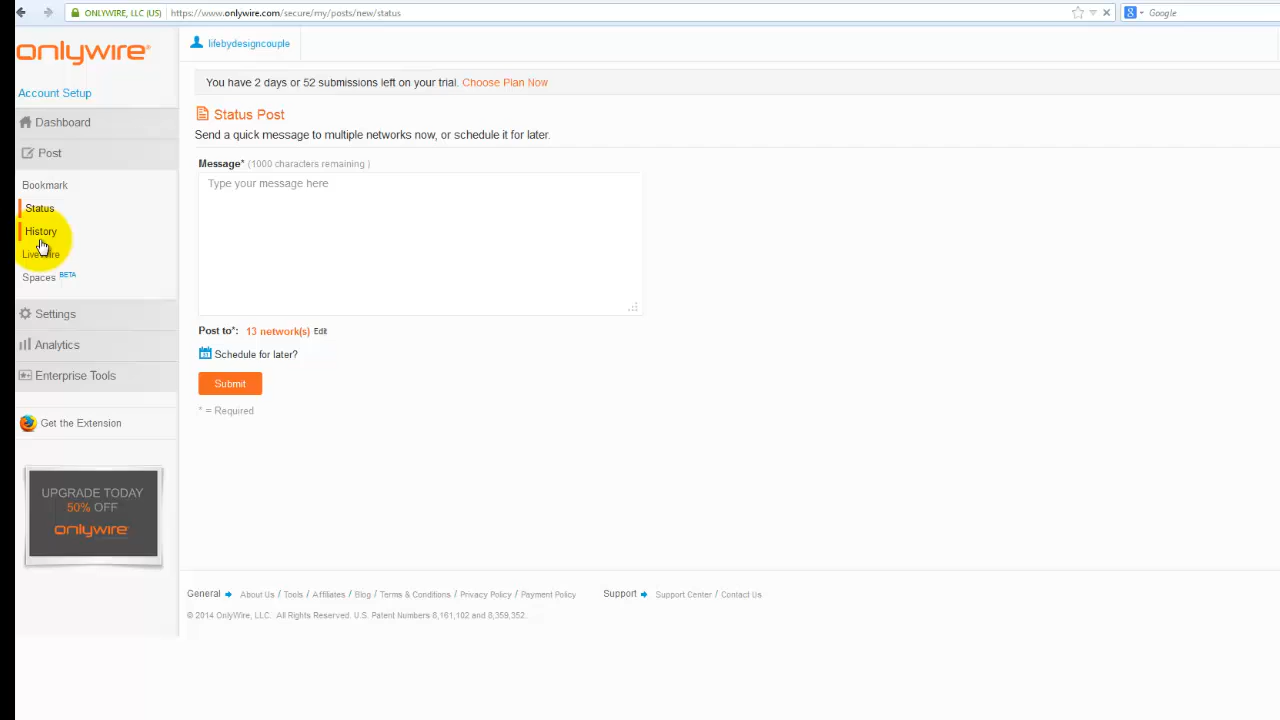 ONLYWIRE, LLC (US) https://www.onlywire.com/secure/my/posts/new/status Google
onlywire
lifebydesigncouple
You have 2 days or 52 submissions left on your trial. Choose Plan Now
Account Setup
Dashboard
Post
Bookmark
Status
History
Livewire
Spaces BETA
Settings
Analytics
Enterprise Tools
Get the Extension
UPGRADE TODAY
50% OFF
onlywire
Status Post
Send a quick message to multiple networks now, or schedule it for later.
Message* (1000 characters remaining )
Type your message here
Post to*: 13 network(s) Edit
Schedule for later?
Submit
* = Required
General About Us / Tools / Affiliates / Blog / Terms & Conditions / Privacy Policy / Payment Policy Support Support Center / Contact Us
© 2014 OnlyWire, LLC. All Rights Reserved. U.S. Patent Numbers 8,161,102 and 8,359,352.